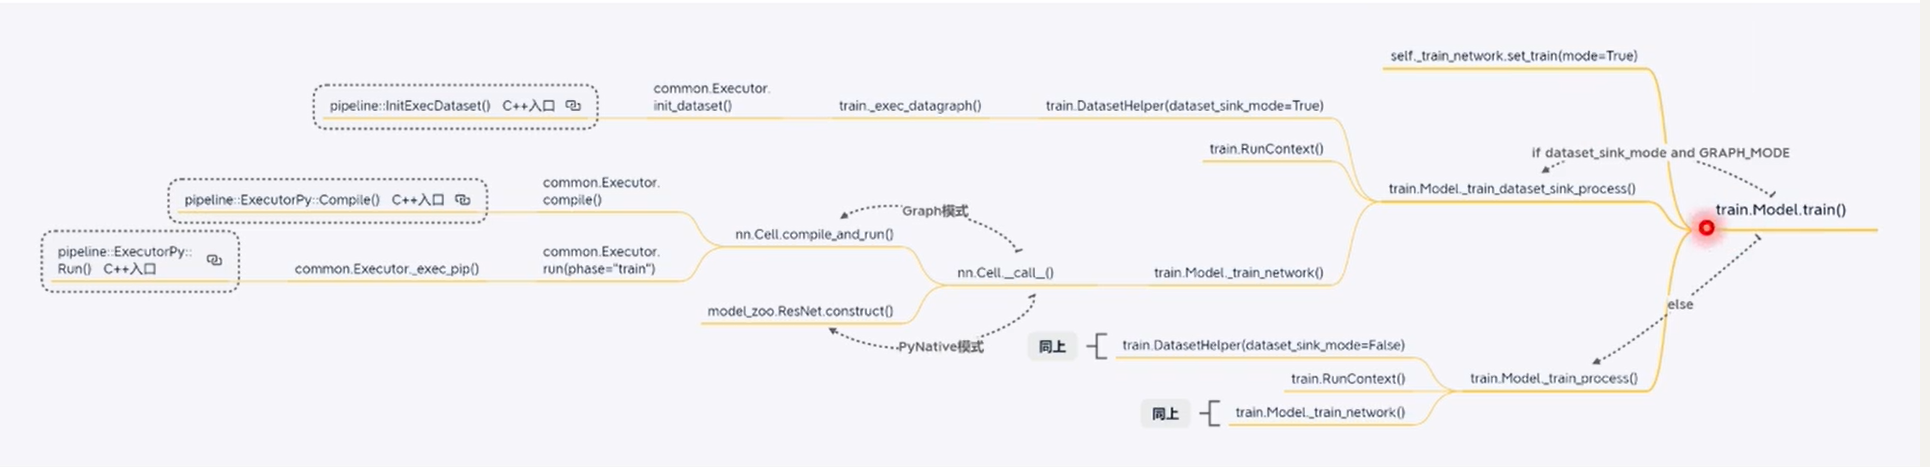 self._train_network.set_train(mode=True)
pipeline::InitExecDataset() C++入口
common.Executor.
init_dataset()
train._exec_datagraph()
train.DatasetHelper(dataset_sink_mode=True)
train.RunContext()
if dataset_sink_mode and GRAPH_MODE
train.Model._train_dataset_sink_process()
train.Model.train()
pipeline::ExecutorPy::Compile() C++入口
common.Executor.
compile()
Graph模式
nn.Cell.compile_and_run()
pipeline::ExecutorPy::
Run() C++入口
common.Executor._exec_pip()
common.Executor.
run(phase="train")
nn.Cell.__call__()
train.Model._train_network()
model_zoo.ResNet.construct()
PyNative模式
else
同上
train.DatasetHelper(dataset_sink_mode=False)
train.RunContext()
train.Model._train_process()
同上
train.Model._train_network()